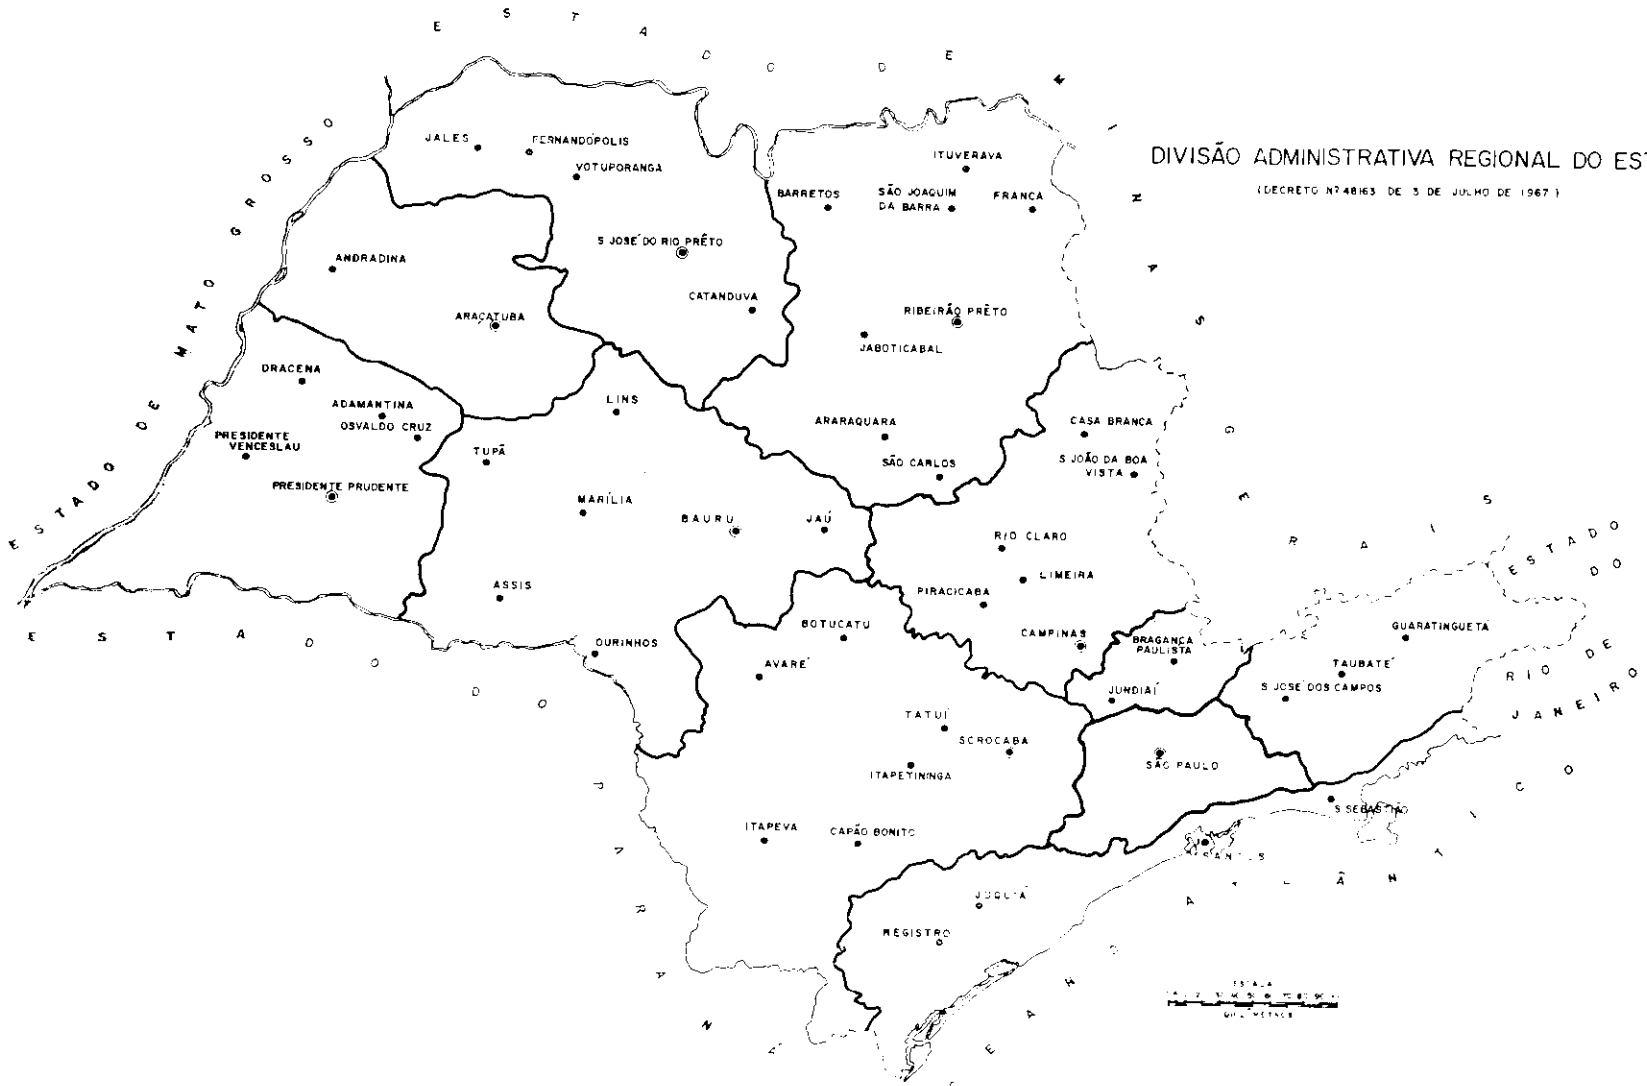 ESTADO DE MINAS GERAIS
DIVISÃO ADMINISTRATIVA REGIONAL DO EST
(DECRETO Nº 48163 DE 3 DE JULHO DE 1967)
ESTADO DE MATO GROSSO
JALES
FERNANDÓPOLIS
VOTUPORANGA
ITUVERAVA
BARRETOS
SÃO JOAQUIM
DA BARRA
FRANCA
S JOSÉ DO RIO PRÊTO
ANDRADINA
CATANDUVA
ARAÇATUBA
RIBEIRÃO PRÊTO
JABOTICABAL
DRACENA
ADAMANTINA
OSVALDO CRUZ
LINS
ARARAQUARA
CASA BRANCA
PRESIDENTE
VENCESLAU
TUPÃ
SÃO CARLOS
S JOÃO DA BOA
VISTA
PRESIDENTE PRUDENTE
MARÍLIA
BAURU
JAÚ
RIO CLARO
LIMEIRA
PIRACICABA
ASSIS
ESTADO
DO
RIO DE
JANEIRO
BOTUCATU
CAMPINAS
BRAGANÇA
PAULISTA
GUARATINGUETÁ
OURINHOS
AVARÉ
TAUBATÉ
S JOSÉ DOS CAMPOS
JUNDIAÍ
ESTADO DO PARANÁ
TATUÍ
SOROCABA
SÃO PAULO
ITAPETININGA
S SEBASTIÃO
ITAPEVA
CAPÃO BONITO
SANTOS
JUQUIÁ
REGISTRO
OCEANO ATLÂNTICO
ESCALA
QUILÔMETROS